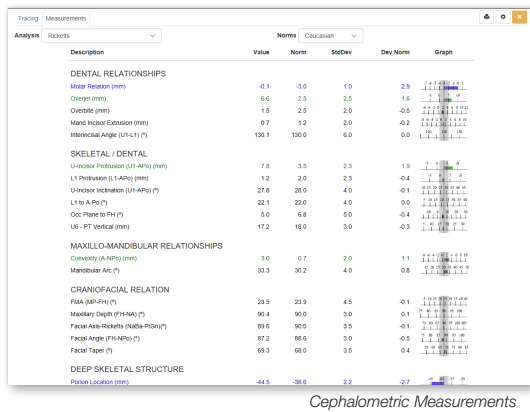 Tracing Measurements
Analysis Ricketts Norms Caucasian
Description Value Norm StdDev Dev Norm Graph
DENTAL RELATIONSHIPS
Molar Relation (mm) -0.1 -3.0 1.0 2.9
Overjet (mm) 6.6 2.5 2.5 1.6
Overbite (mm) 1.5 2.5 2.0 -0.5
Mand Incisor Extrusion (mm) 0.7 1.2 2.0 -0.2
Interincisal Angle (U1-L1) (º) 130.1 130.0 6.0 0.0
SKELETAL / DENTAL
U-Incisor Protrusion (U1-APo) (mm) 7.8 3.5 2.3 1.9
L1 Protrusion (L1-APo) (mm) 1.2 2.0 2.3 -0.4
U-Incisor Inclination (U1-APo) (º) 27.8 28.0 4.0 -0.1
L1 to A-Po (º) 22.1 22.0 4.0 0.0
Occ Plane to FH (º) 5.0 6.8 5.0 -0.4
U6 - PT Vertical (mm) 17.2 18.0 3.0 -0.3
MAXILLO-MANDIBULAR RELATIONSHIPS
Convexity (A-NPo) (mm) 3.0 0.7 2.0 1.1
Mandibular Arc (º) 33.3 30.2 4.0 0.8
CRANIOFACIAL RELATION
FMA (MP-FH) (º) 23.5 23.9 4.5 -0.1
Maxillary Depth (FH-NA) (º) 90.4 90.0 3.0 0.1
Facial Axis-Ricketts (NaBa-PtGn)(º) 89.6 90.0 3.5 -0.1
Facial Angle (FH-NPo) (º) 87.2 88.6 3.0 -0.5
Facial Taper (º) 69.3 68.0 3.5 0.4
DEEP SKELETAL STRUCTURE
Porion Location (mm) -44.5 -38.6 2.2 -2.7
Cephalometric Measurements